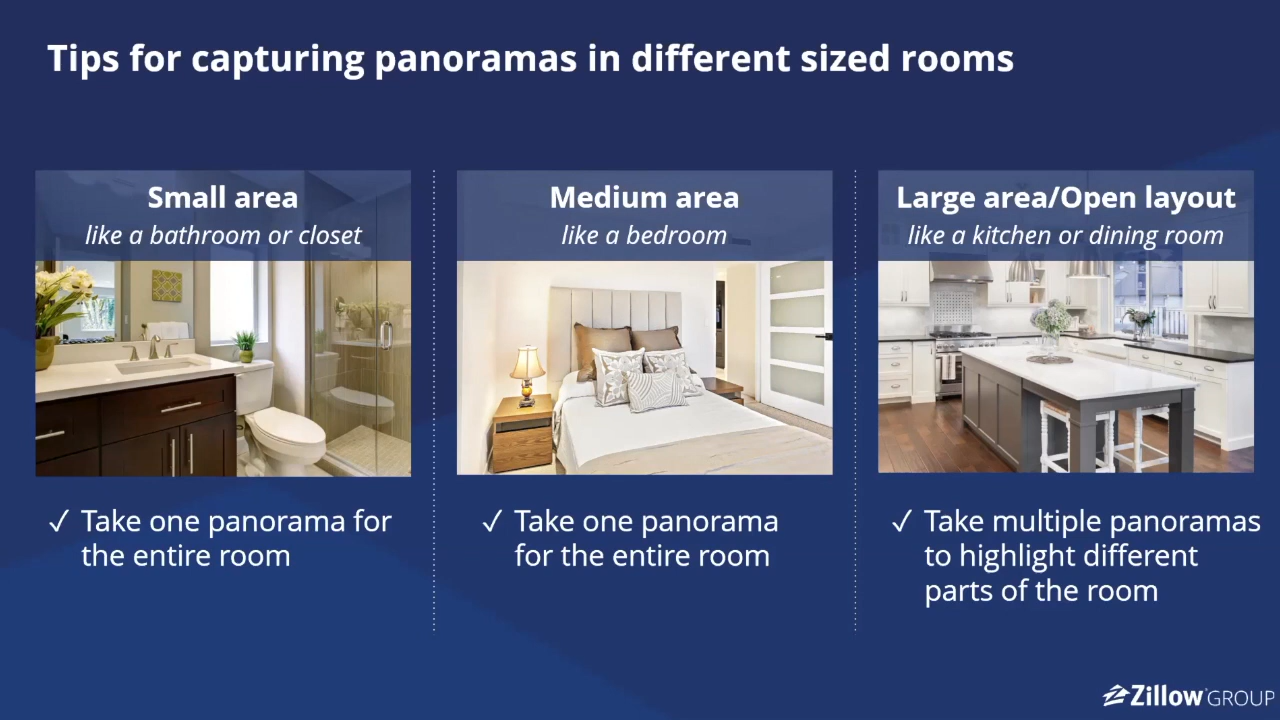 Tips for capturing panoramas in different sized rooms
Small area
like a bathroom or closet
✓ Take one panorama for
the entire room
Medium area
like a bedroom
✓ Take one panorama
for the entire room
Large area/Open layout
like a kitchen or dining room
✓ Take multiple panoramas
to highlight different
parts of the room
Zillow GROUP